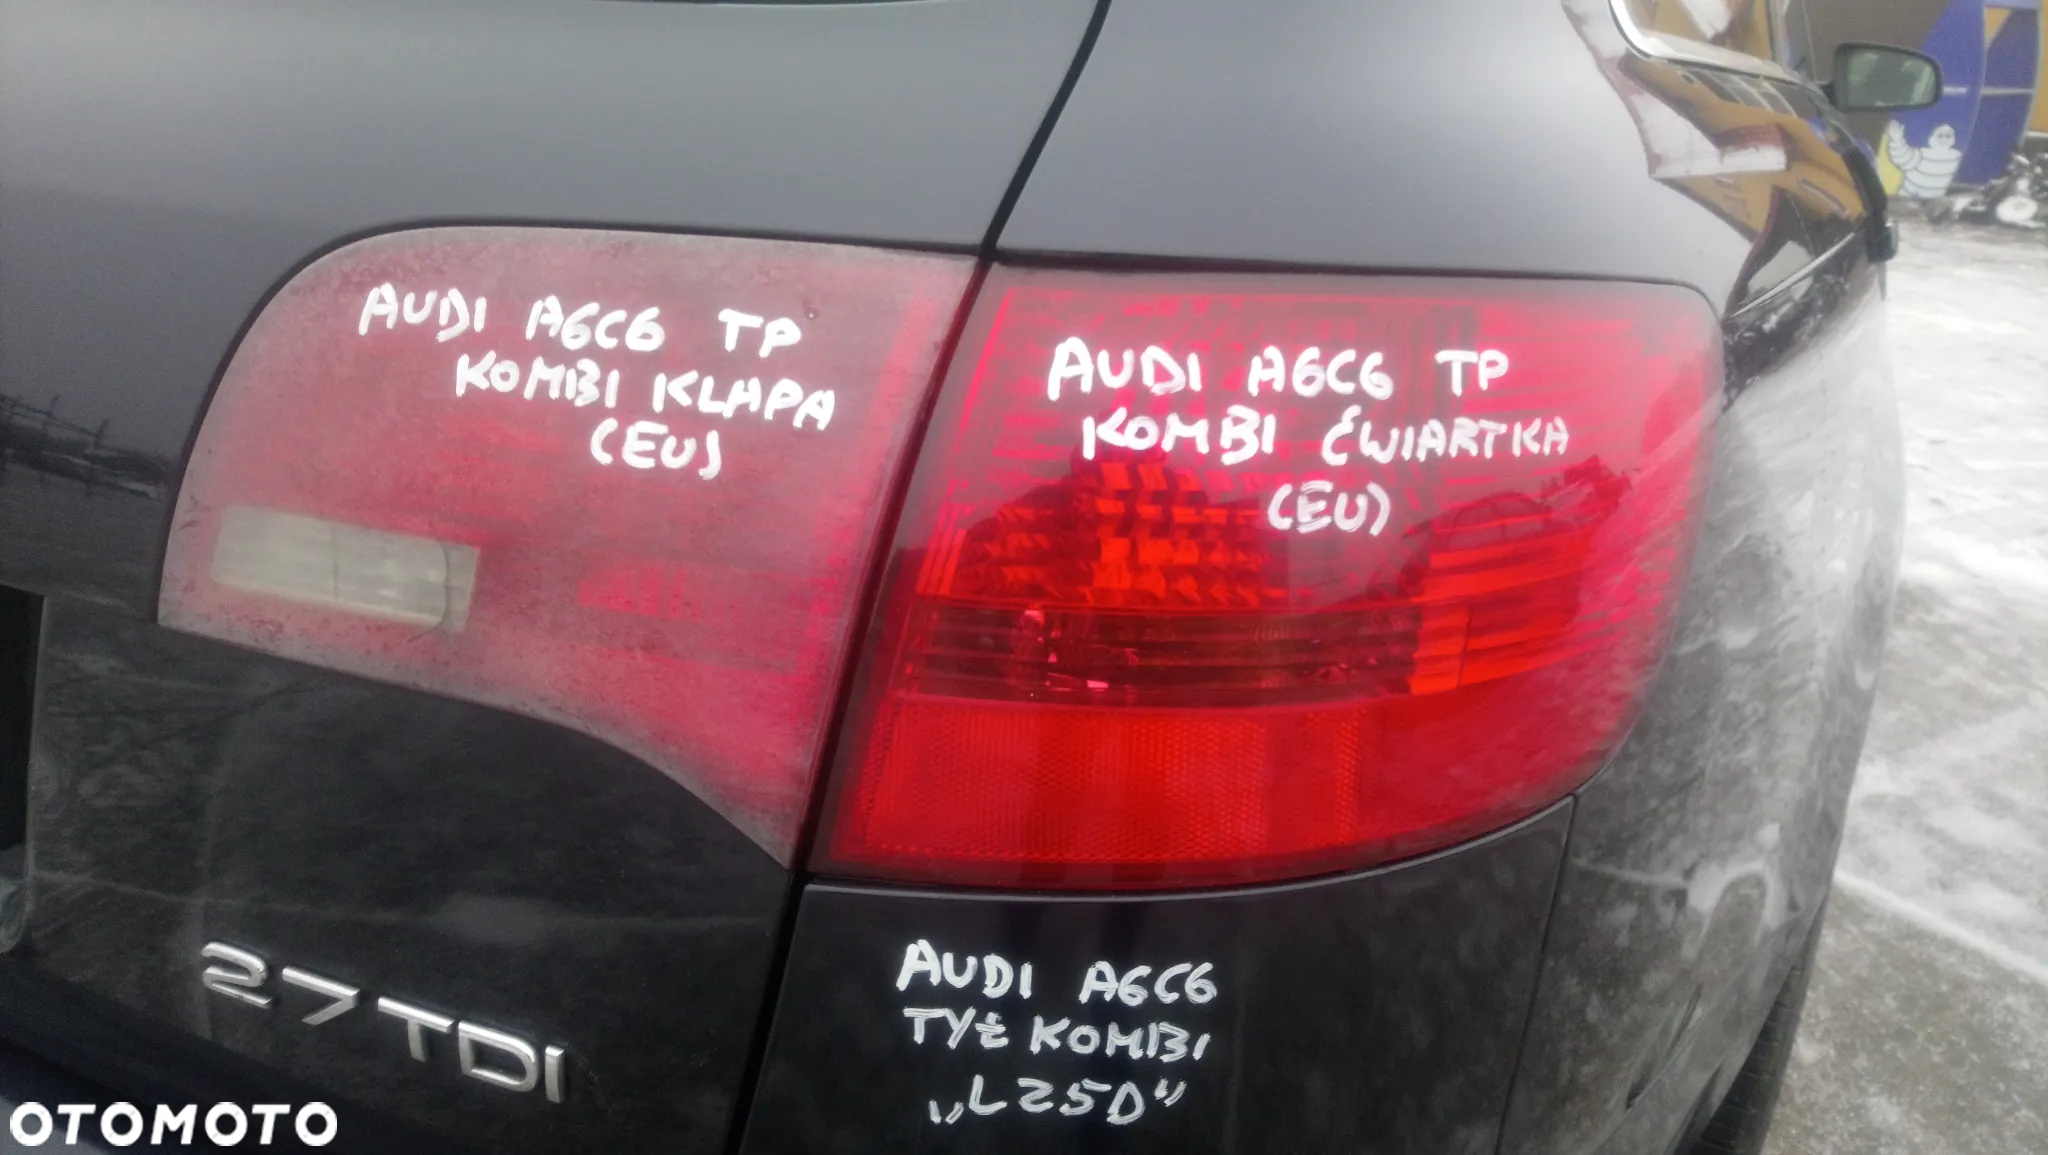 AUDI A6C6 TP
KOMBI KLAPA
(EU)
AUDI A6C6 TP
KOMBI ĆWIARTKA
(EU)
27TDI
AUDI A6C6
TYŁ KOMBI
„LZ5D"
OTOMOTO